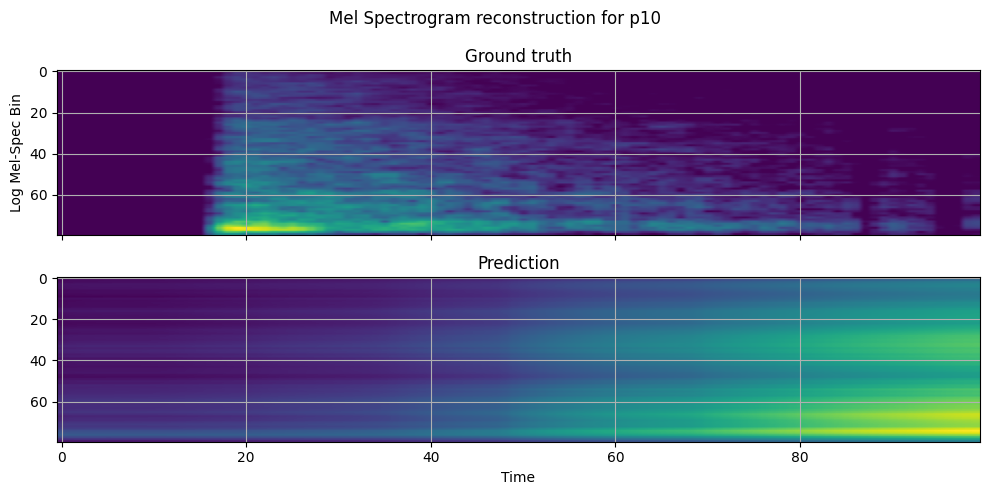 Mel Spectrogram reconstruction for p10
Ground truth
Log Mel-Spec Bin
0
20
40
60
Prediction
0
20
40
60
0 20 40 60 80
Time